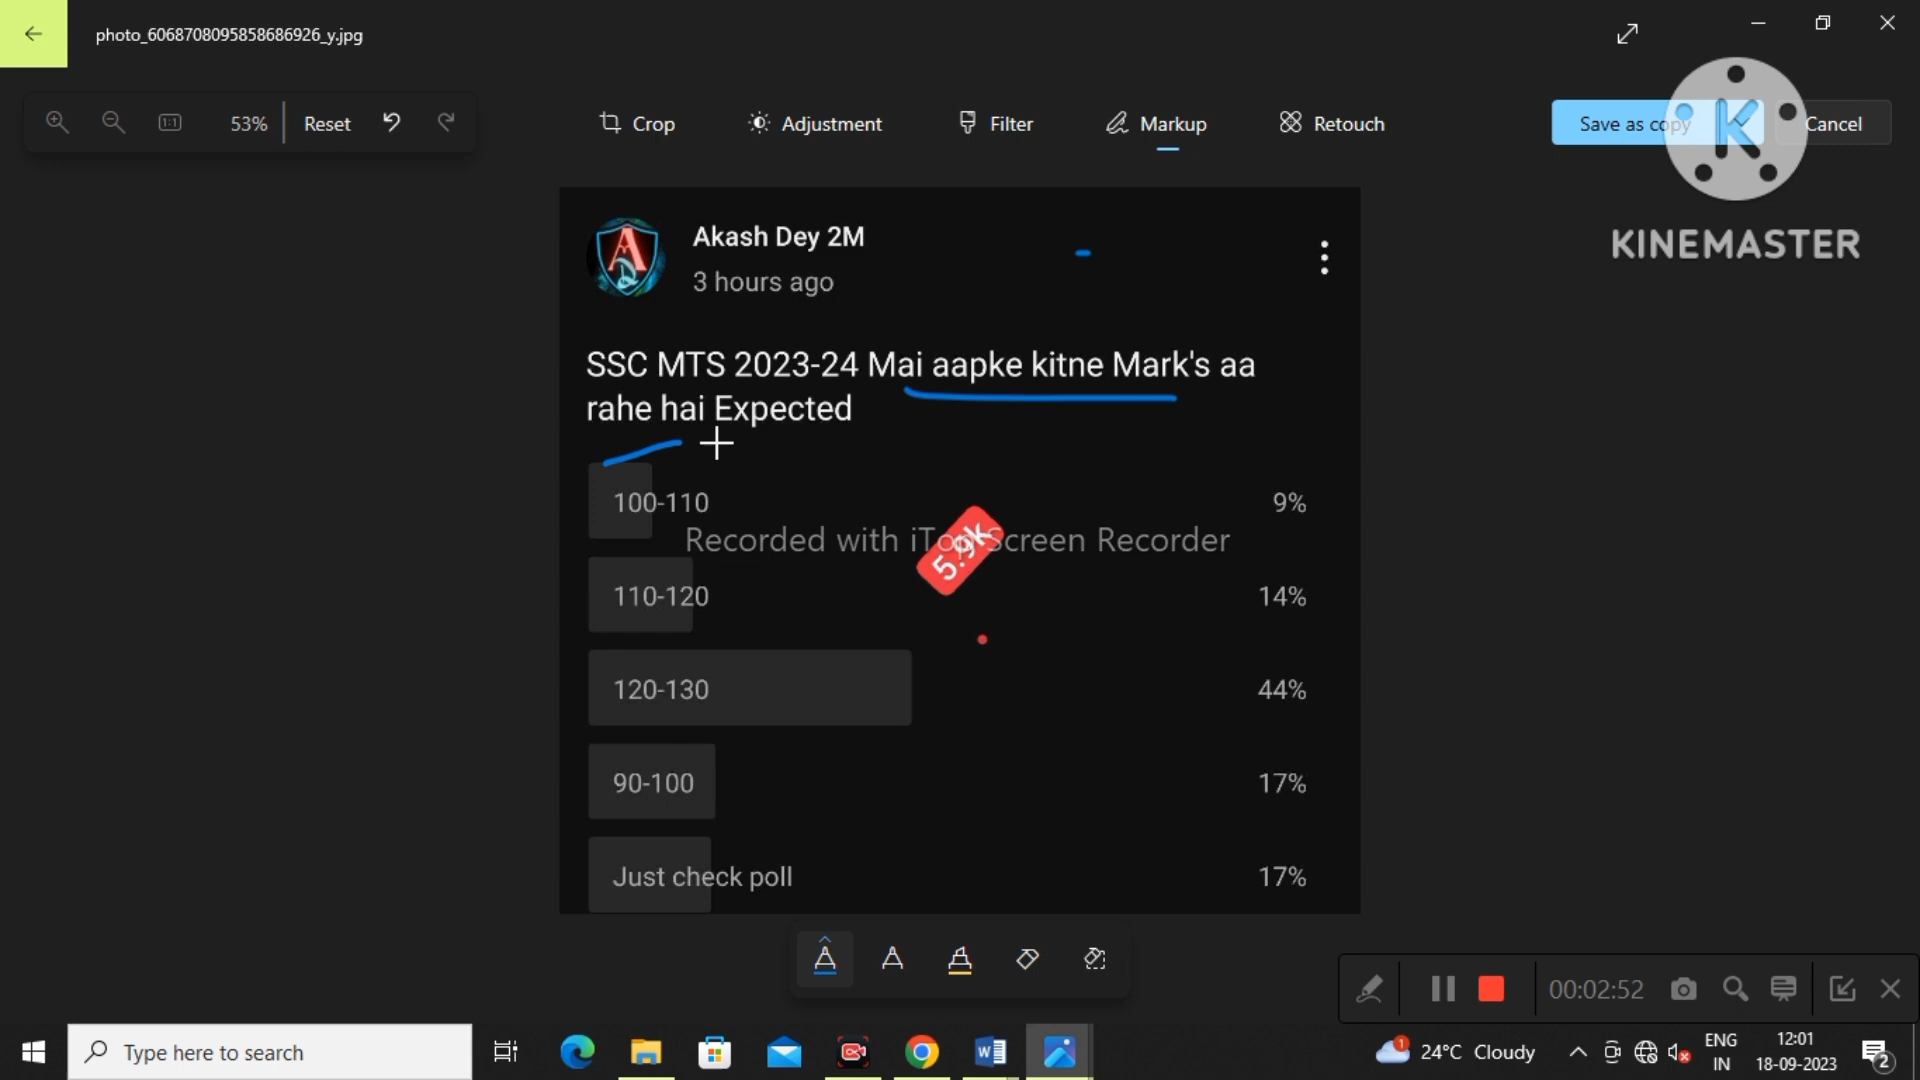 photo_6068708095858686926_y.jpg
53% Reset Crop Adjustment Filter Markup Retouch Save as copy Cancel
KINEMASTER
Akash Dey 2M
3 hours ago
SSC MTS 2023-24 Mai aapke kitne Mark's aa
rahe hai Expected
100-110 9%
Recorded with iTop Screen Recorder
5.9k
110-120 14%
120-130 44%
90-100 17%
Just check poll 17%
00:02:52
Type here to search
24°C Cloudy
ENG
IN
12:01
18-09-2023
2